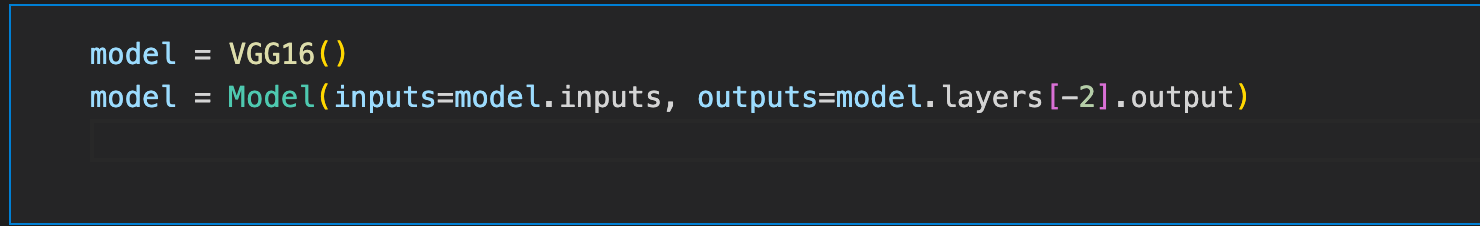 model = VGG16()
model = Model(inputs=model.inputs, outputs=model.layers[-2].output)